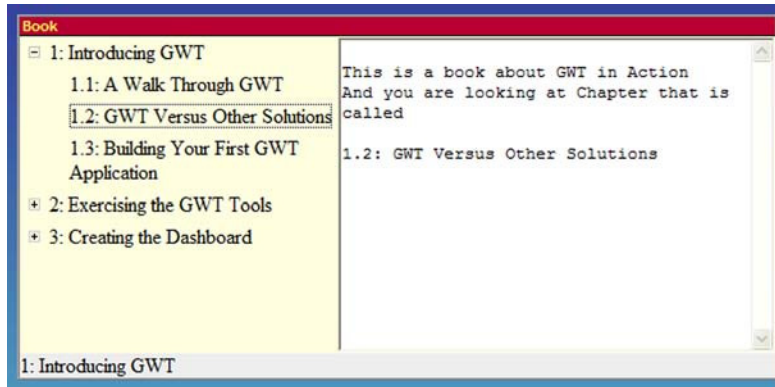 Book
1: Introducing GWT
1.1: A Walk Through GWT
1.2: GWT Versus Other Solutions
1.3: Building Your First GWT
Application
2: Exercising the GWT Tools
3: Creating the Dashboard
This is a book about GWT in Action
And you are looking at Chapter that is
called
1.2: GWT Versus Other Solutions
1: Introducing GWT